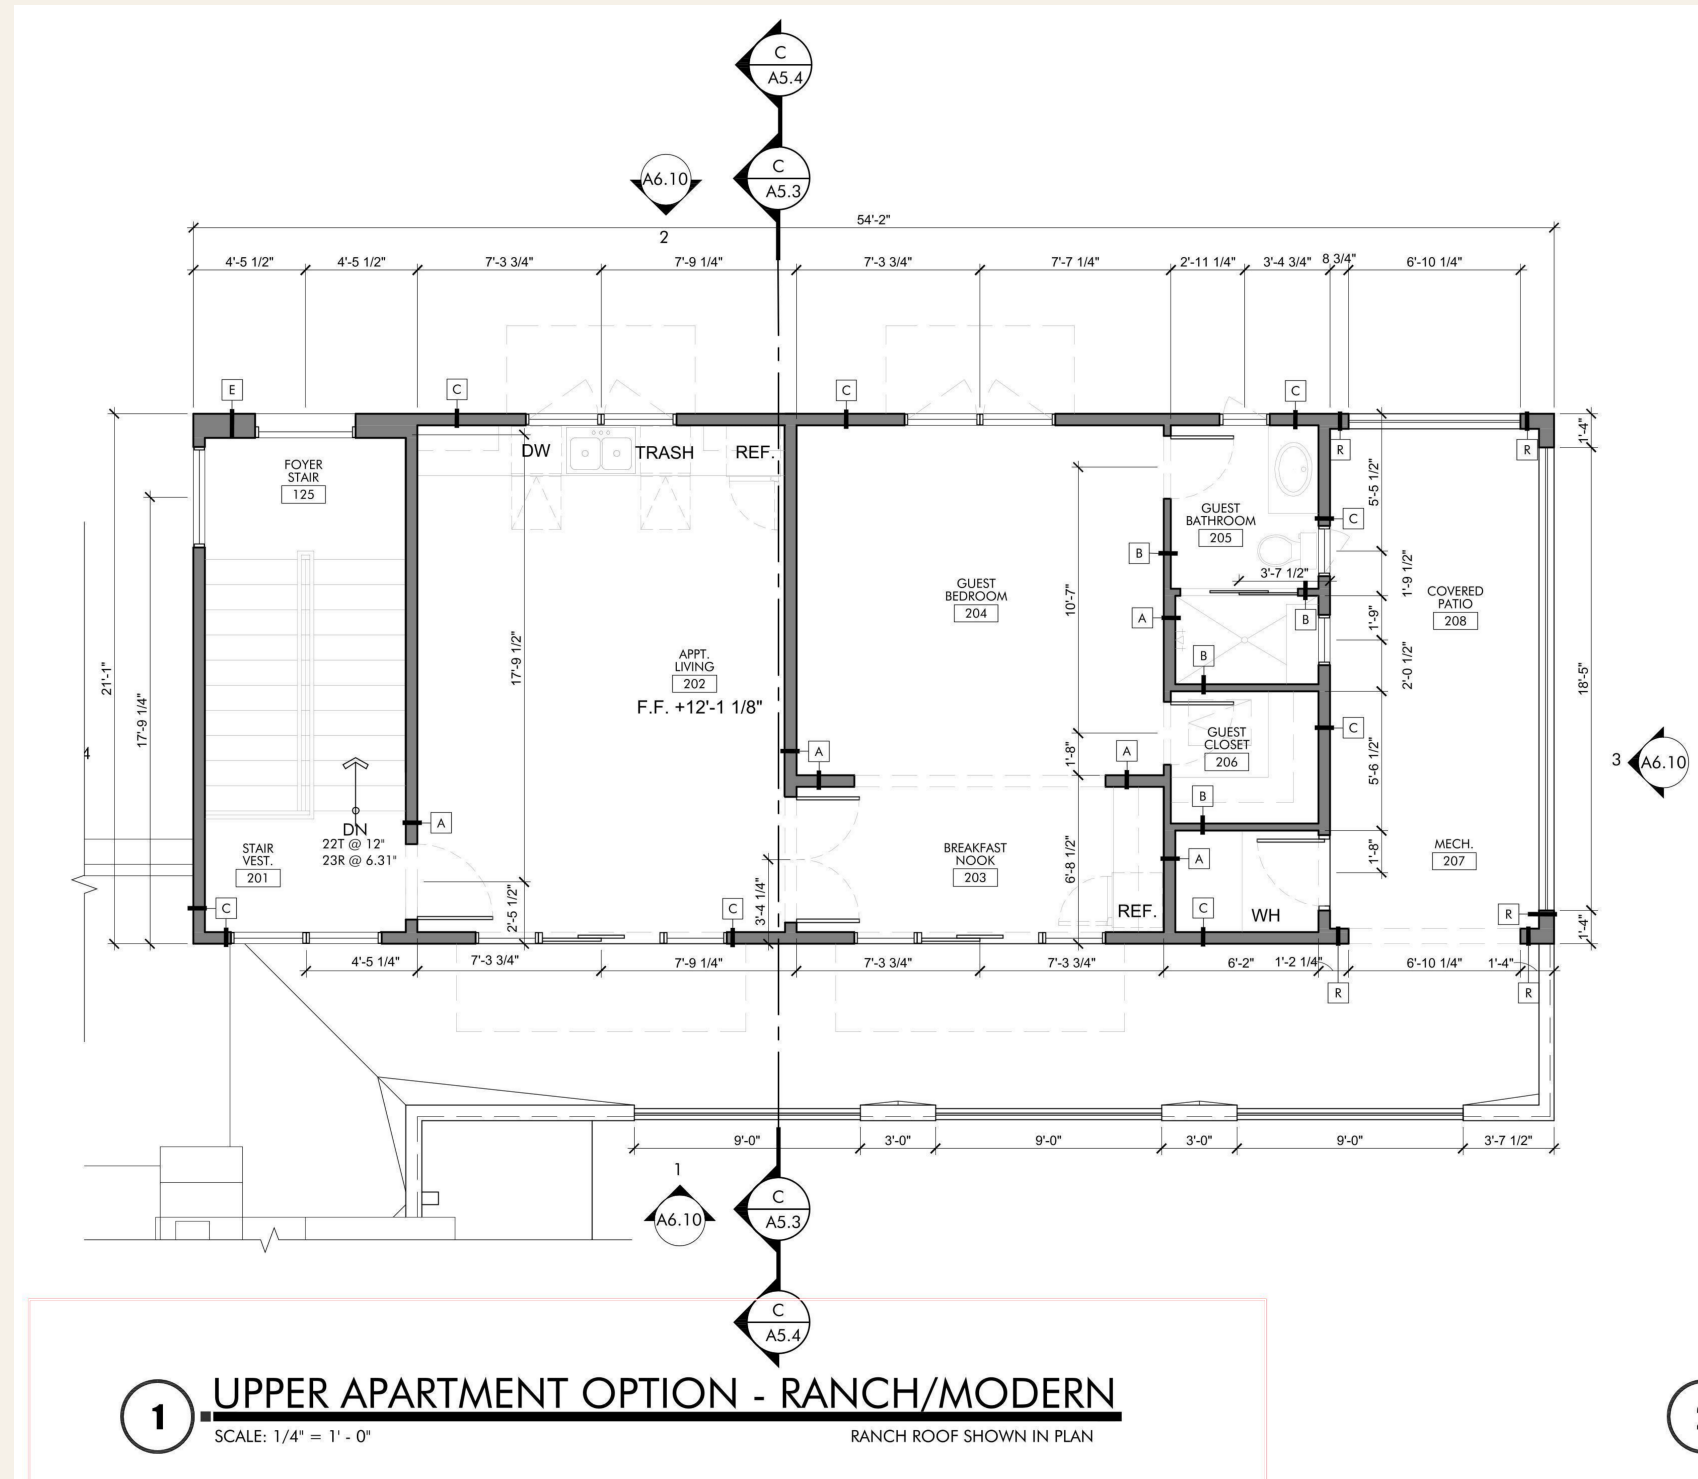 C
A5.4
C
A5.3
A6.10
2
54'-2"
4'-5 1/2"
4'-5 1/2"
7'-3 3/4"
7'-9 1/4"
7'-3 3/4"
7'-7 1/4"
2'-11 1/4"
3'-4 3/4"
8 3/4"
6'-10 1/4"
E
C
C
C
R
R
1'-4"
DW
TRASH
REF.
FOYER
STAIR
125
5'-5 1/2"
GUEST
BATHROOM
205
C
B
3'-7 1/2"
1'-9 1/2"
GUEST
BEDROOM
204
10'-7"
A
B
1'-9"
COVERED
PATIO
208
17'-9 1/2"
21'-1"
17'-9 1/4"
APPT.
LIVING
202
F.F. +12'-1 1/8"
B
2'-0 1/2"
18'-5"
4
A
1'-8"
A
GUEST
CLOSET
206
C
5'-6 1/2"
3
A6.10
B
A
DN
22T @ 12"
23R @ 6.31"
STAIR
VEST.
201
BREAKFAST
NOOK
203
6'-8 1/2"
A
1'-8"
MECH.
207
C
2'-5 1/2"
C
3'-4 1/4"
REF.
C
WH
R
1'-4"
4'-5 1/4"
7'-3 3/4"
7'-9 1/4"
7'-3 3/4"
7'-3 3/4"
6'-2"
1'-2 1/4"
6'-10 1/4"
1'-4"
R
R
9'-0"
3'-0"
9'-0"
3'-0"
9'-0"
3'-7 1/2"
1
A6.10
C
A5.3
C
A5.4
1
UPPER APARTMENT OPTION - RANCH/MODERN
SCALE: 1/4" = 1' - 0"
RANCH ROOF SHOWN IN PLAN